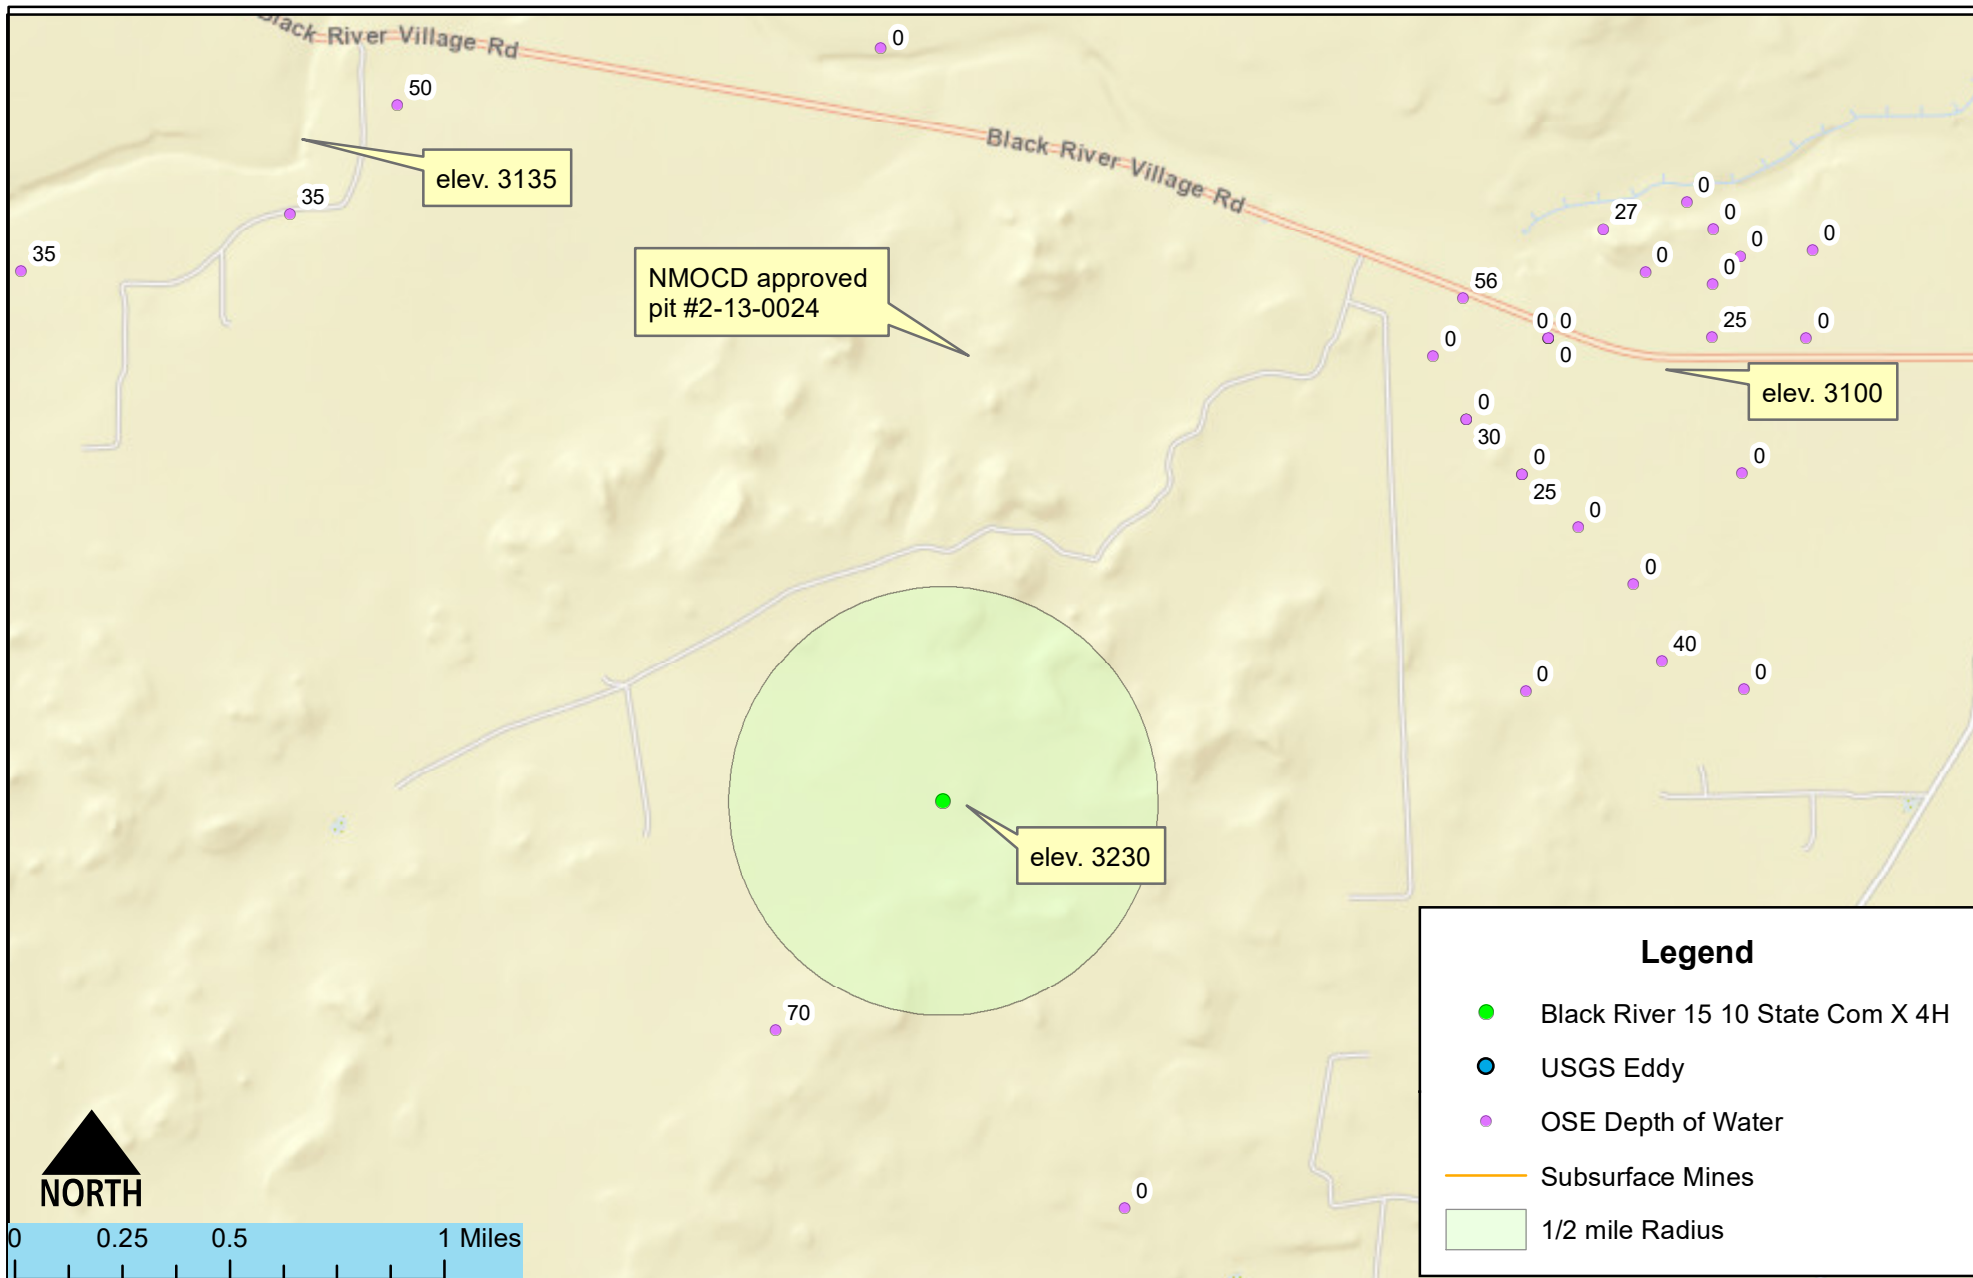 Black River Village Rd
0
50
elev. 3135
35
35
Black River Village Rd
NMOCD approved
pit #2-13-0024
0
27
0
0
0
0
0
56
0 0
0
0
25
0
elev. 3100
0
30
0
25
0
0
0
40
0
0
elev. 3230
70
0
Legend
Black River 15 10 State Com X 4H
USGS Eddy
OSE Depth of Water
Subsurface Mines
1/2 mile Radius
NORTH
0 0.25 0.5 1 Miles